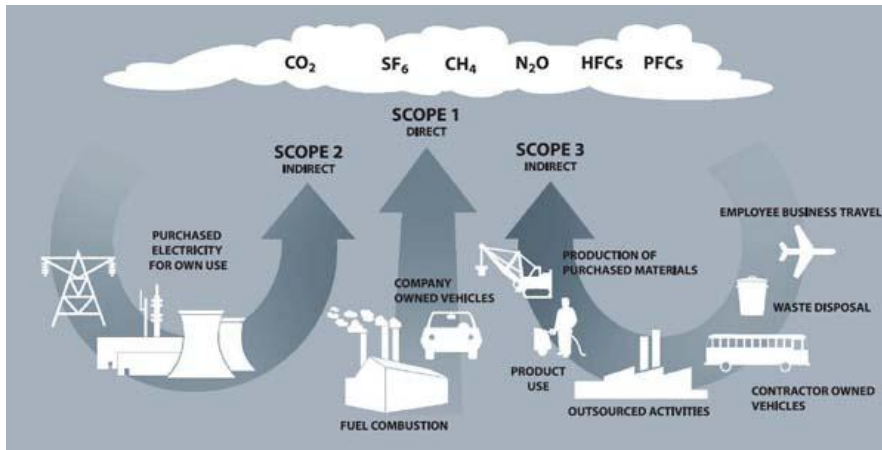 CO₂ SF₆ CH₄ N₂O HFCs PFCs
SCOPE 1
DIRECT
SCOPE 2
INDIRECT
SCOPE 3
INDIRECT
PURCHASED
ELECTRICITY
FOR OWN USE
COMPANY
OWNED VEHICLES
FUEL COMBUSTION
PRODUCTION OF
PURCHASED MATERIALS
PRODUCT
USE
OUTSOURCED ACTIVITIES
EMPLOYEE BUSINESS TRAVEL
WASTE DISPOSAL
CONTRACTOR OWNED
VEHICLES